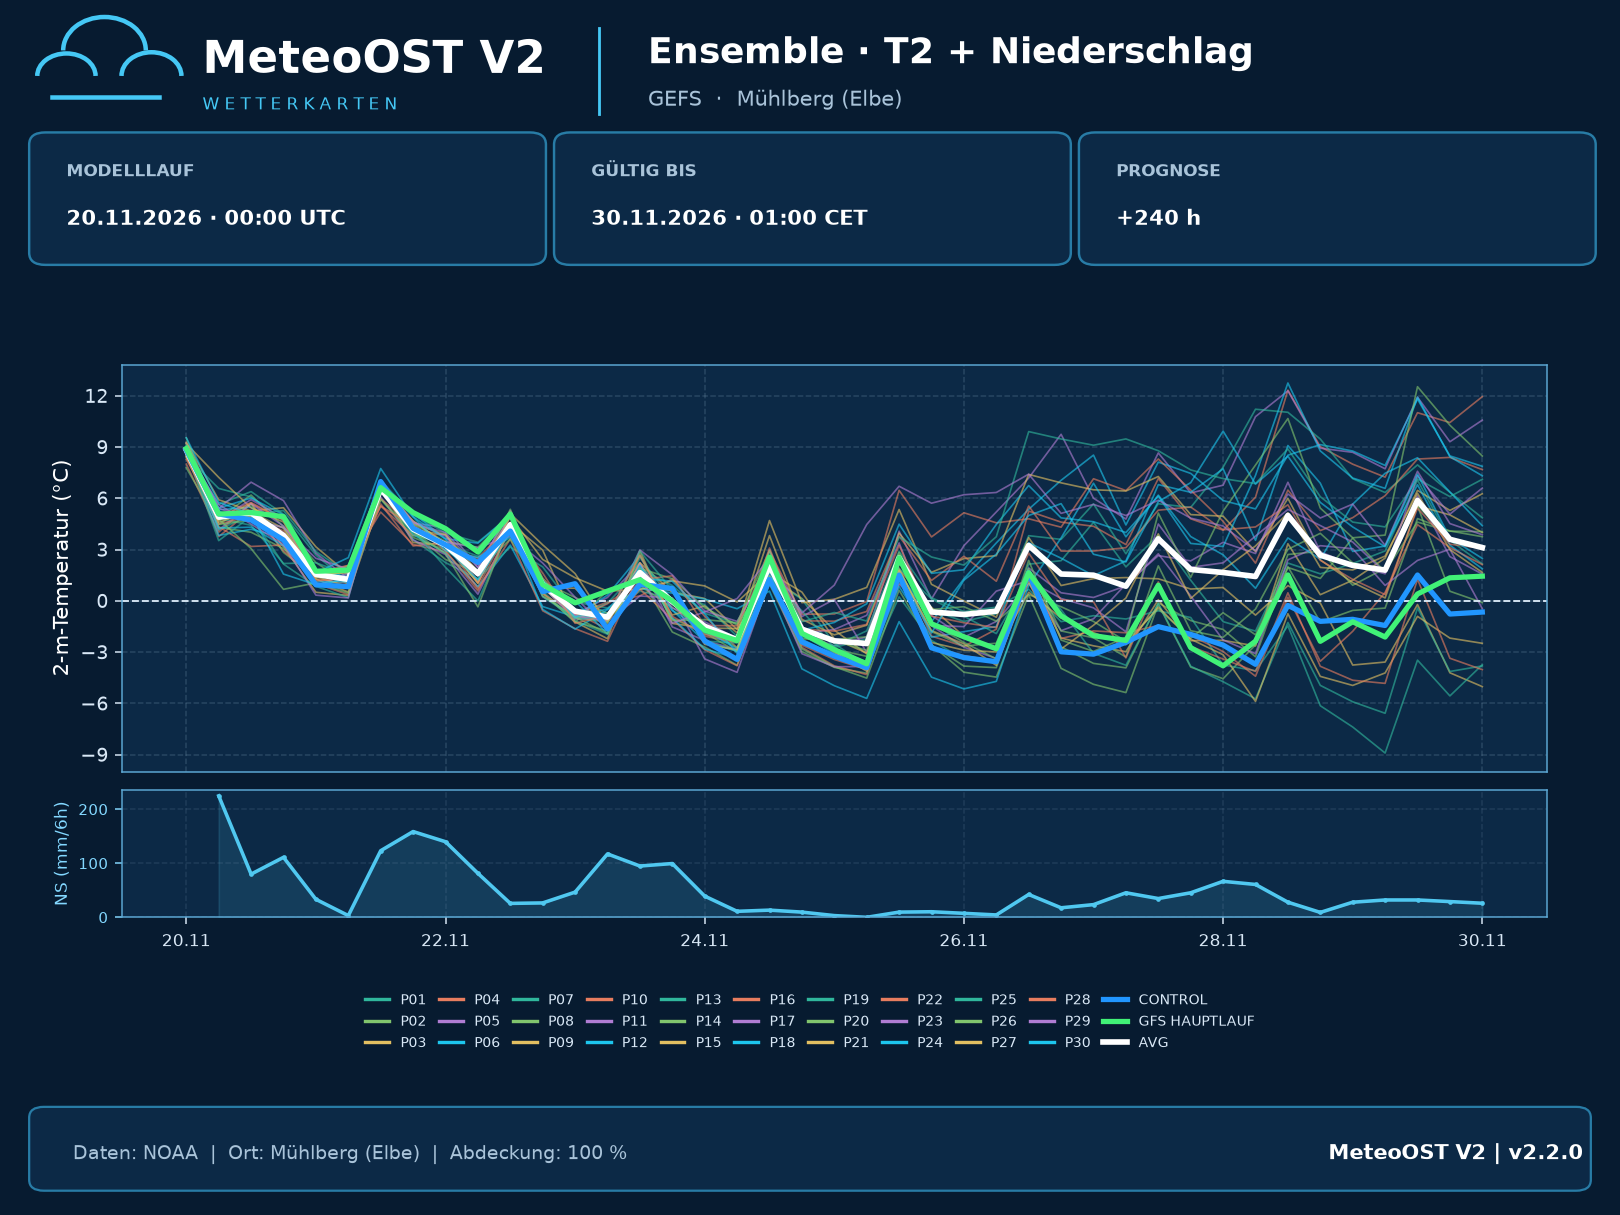 MeteoOST V2
WETTERKARTEN
Ensemble · T2 + Niederschlag
GEFS · Mühlberg (Elbe)
MODELLLAUF
20.11.2026 · 00:00 UTC
GÜLTIG BIS
30.11.2026 · 01:00 CET
PROGNOSE
+240 h
2-m-Temperatur (°C)
12
9
6
3
0
−3
−6
−9
NS (mm/6h)
200
100
0
20.11 22.11 24.11 26.11 28.11 30.11
P01 P04 P07 P10 P13 P16 P19 P22 P25 P28 CONTROL
P02 P05 P08 P11 P14 P17 P20 P23 P26 P29 GFS HAUPTLAUF
P03 P06 P09 P12 P15 P18 P21 P24 P27 P30 AVG
Daten: NOAA | Ort: Mühlberg (Elbe) | Abdeckung: 100 %
MeteoOST V2 | v2.2.0